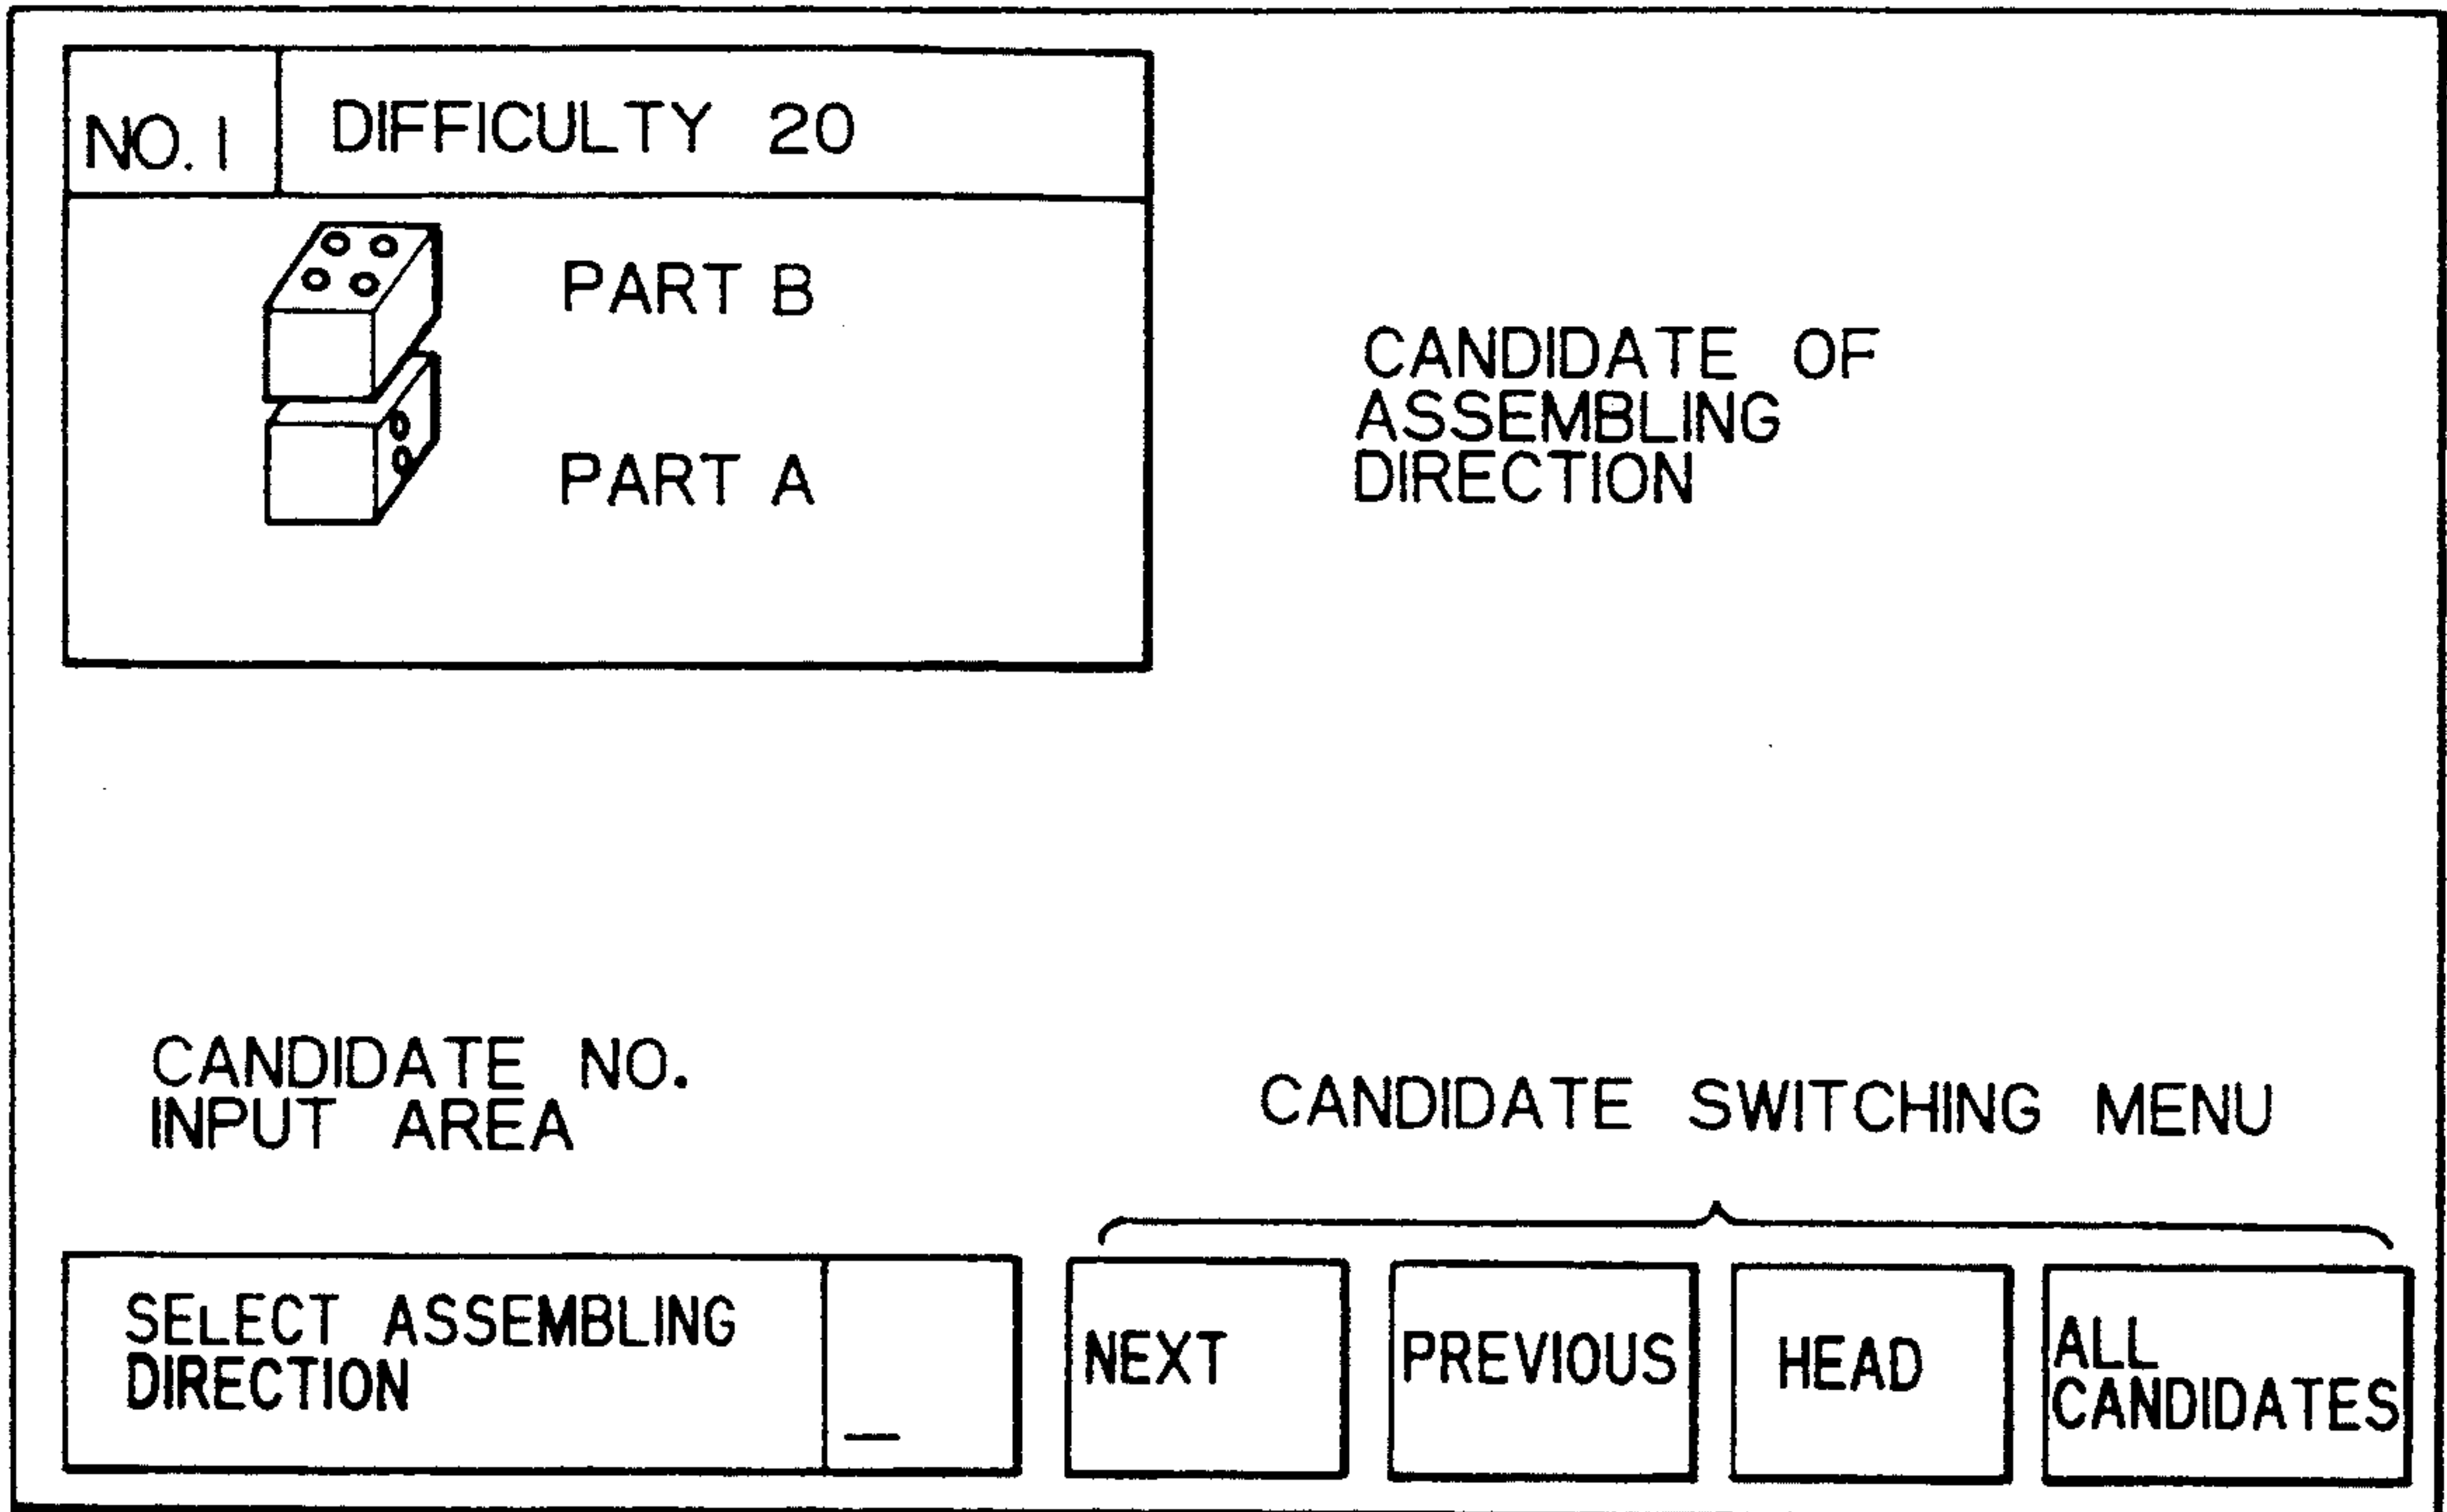 NO. 1
DIFFICULTY 20
PART B
PART A
CANDIDATE OF
ASSEMBLING
DIRECTION
CANDIDATE NO.
INPUT AREA
CANDIDATE SWITCHING MENU
SELECT ASSEMBLING
DIRECTION
_
NEXT
PREVIOUS
HEAD
ALL
CANDIDATES